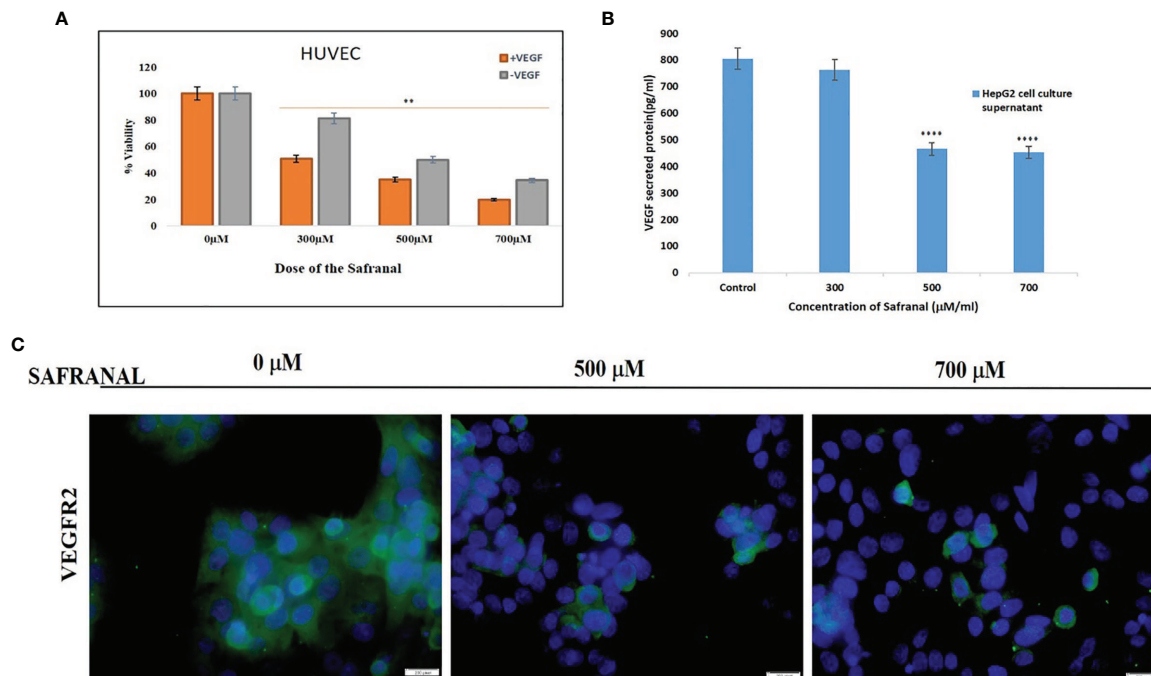 A
HUVEC
+VEGF
-VEGF
120
100
80
60
40
20
0
% Viability
**
0µM
300µM
500µM
700µM
Dose of the Safranal
B
900
800
700
600
500
400
300
200
100
0
VEGF secreted protein(pg/ml)
HepG2 cell culture
supernatant
****
****
Control
300
500
700
Concentration of Safranal (µM/ml)
C
SAFRANAL
0 µM
500 µM
700 µM
VEGFR2